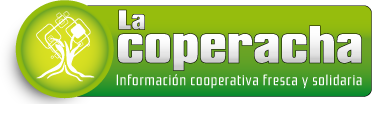 La
coperacha
Información cooperativa fresca y solidaria